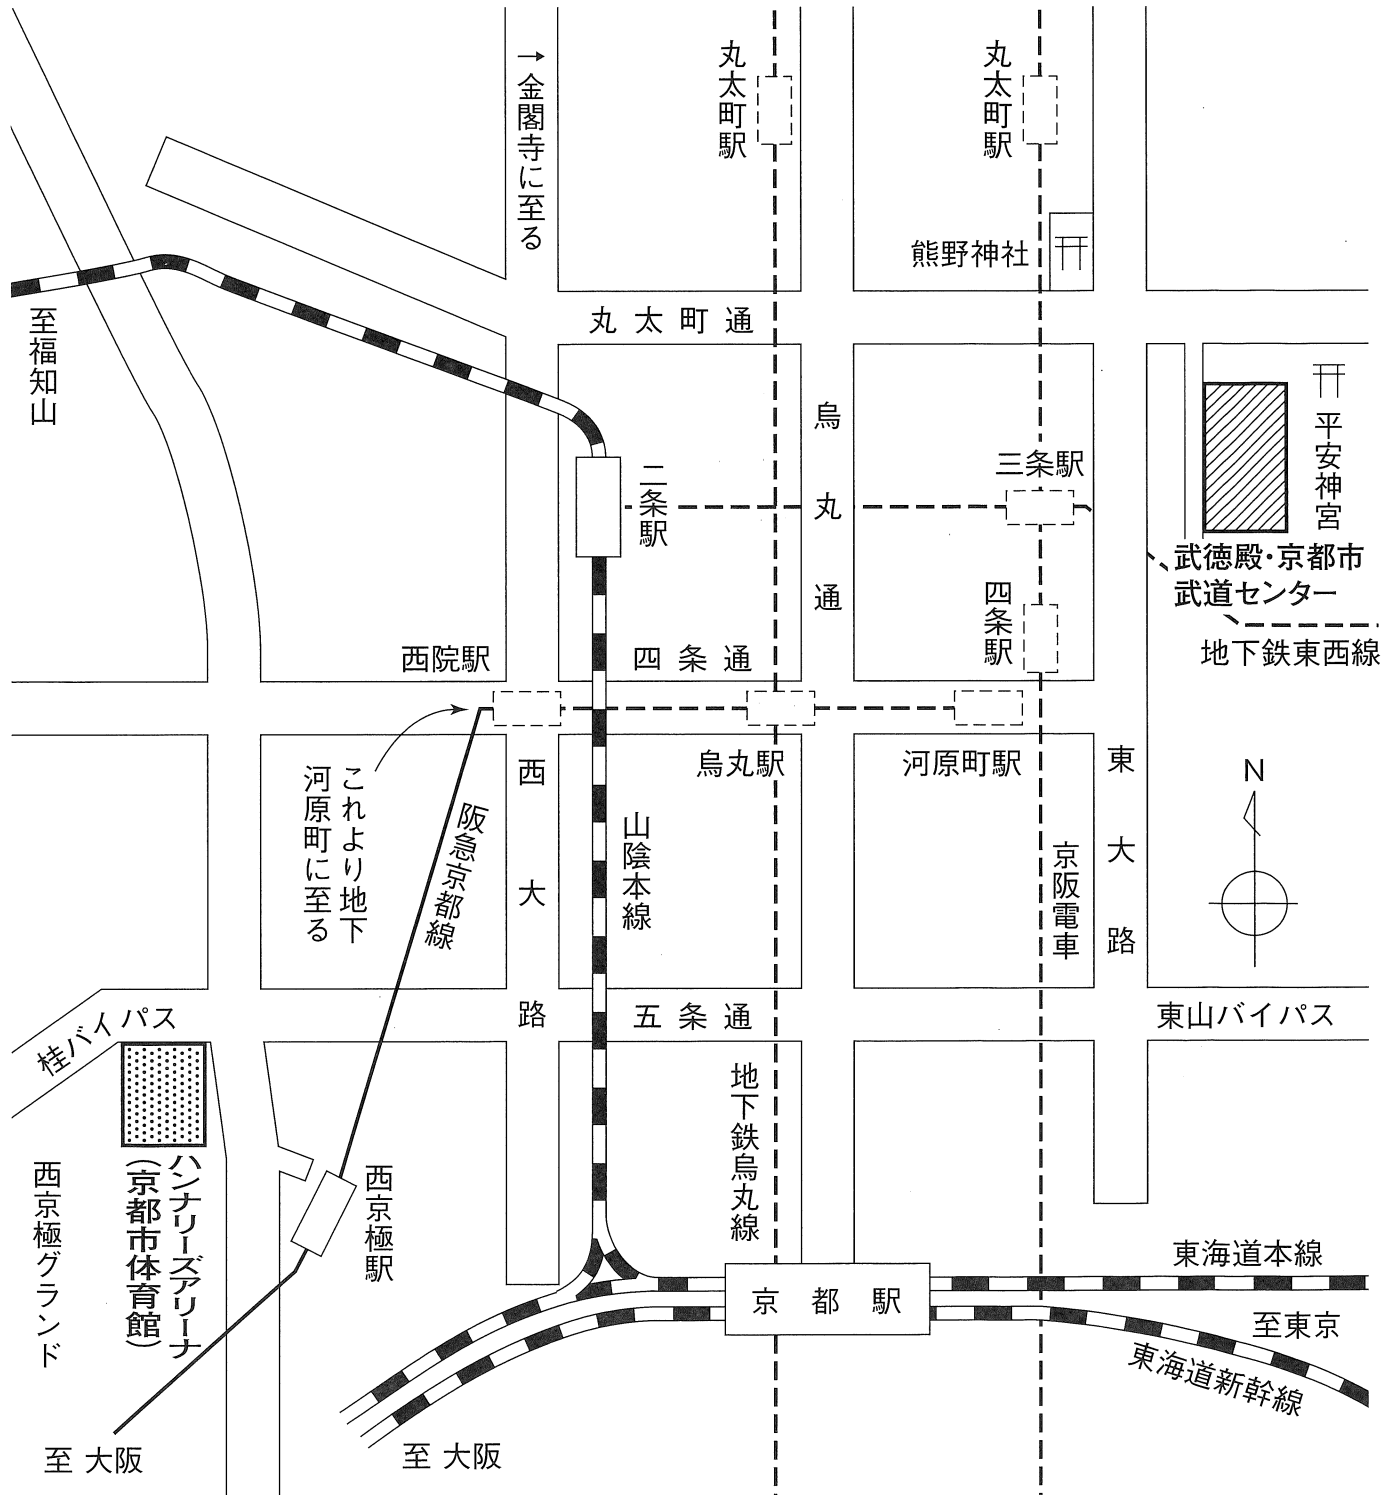 →金閣寺に至る
丸太町駅
丸太町駅
熊野神社
至福知山
丸太町通
平安神宮
烏丸通
三条駅
二条駅
武徳殿・京都市
武道センター
四条駅
地下鉄東西線
西院駅
四条通
烏丸駅
河原町駅
東大路
N
これより地下
河原町に至る
阪急京都線
西大路
山陰本線
京阪電車
桂バイパス
五条通
東山バイパス
地下鉄烏丸線
ハンナリーズアリーナ
(京都市体育館)
西京極グランド
西京極駅
東海道本線
京都駅
至東京
東海道新幹線
至 大阪
至 大阪